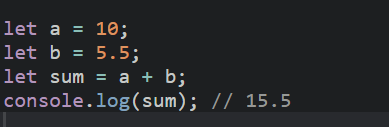 let a = 10;
let b = 5.5;
let sum = a + b;
console.log(sum); // 15.5